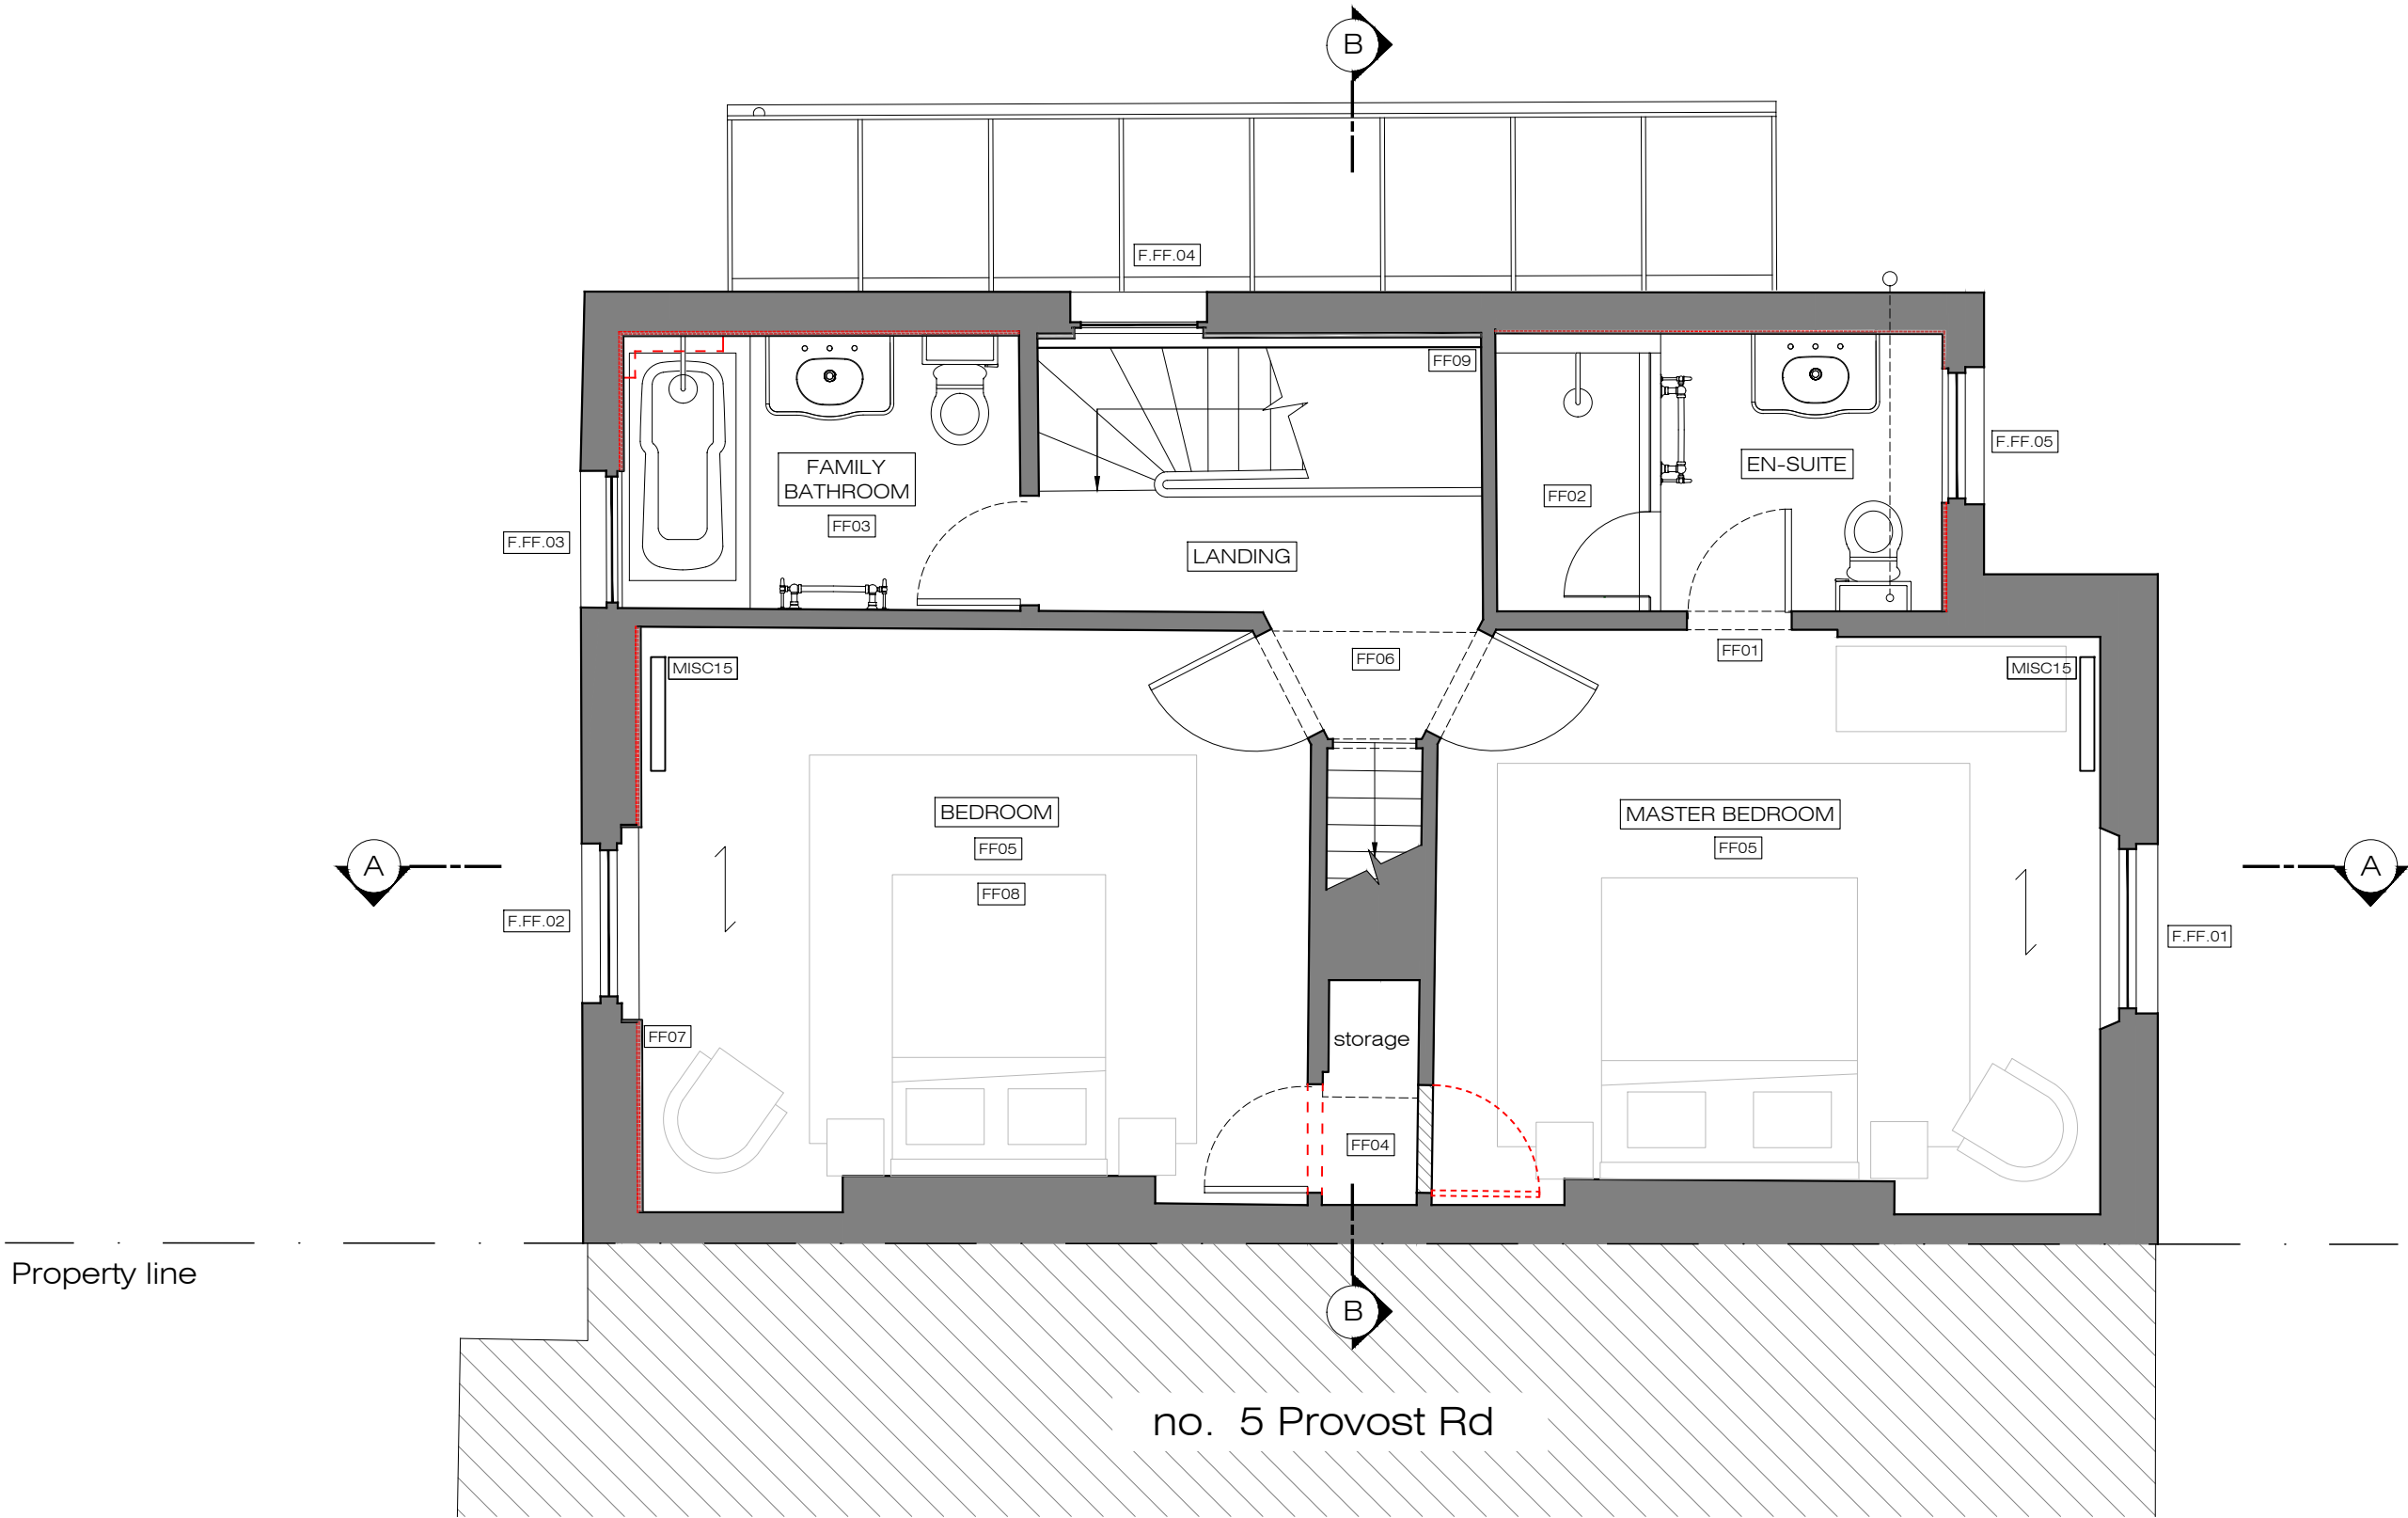 B
F.FF.04
FF09
FAMILY
BATHROOM
FF03
EN-SUITE
F.FF.05
FF02
F.FF.03
LANDING
FF06
FF01
MISC15
MISC15
BEDROOM
FF05
FF08
MASTER BEDROOM
FF05
A
A
F.FF.02
F.FF.01
FF07
storage
FF04
Property line
B
no. 5 Provost Rd